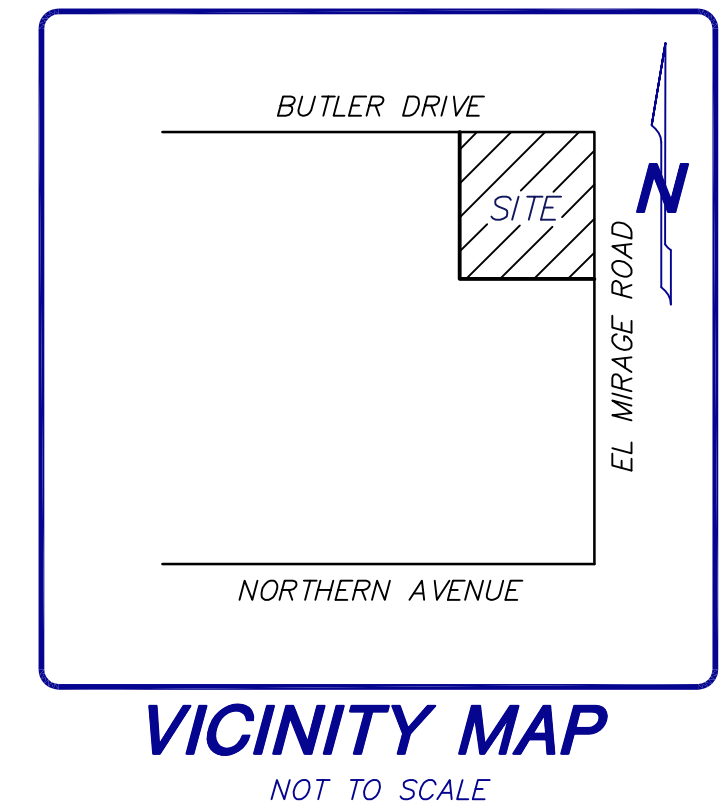 BUTLER DRIVE
N
SITE
EL MIRAGE ROAD
NORTHERN AVENUE
VICINITY MAP
NOT TO SCALE